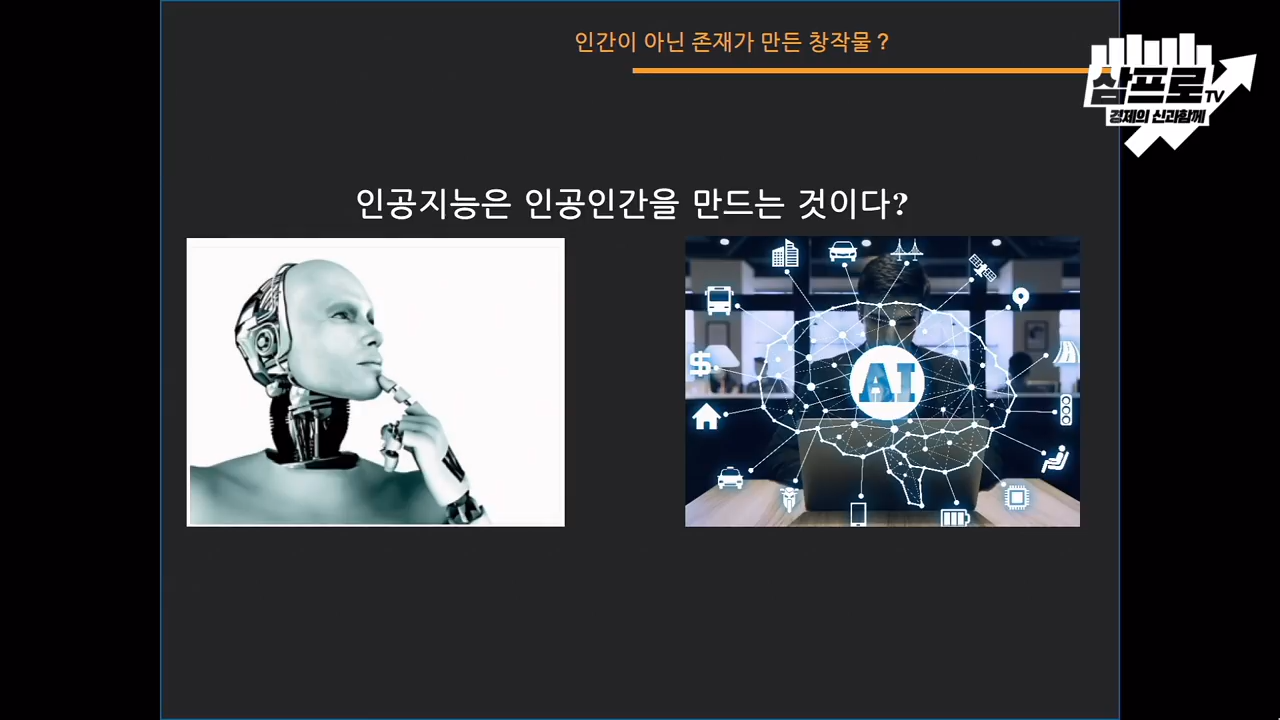 인간이 아닌 존재가 만든 창작물 ?
삼프로TV
경제의 신과함께
인공지능은 인공인간을 만드는 것이다?
$
AI